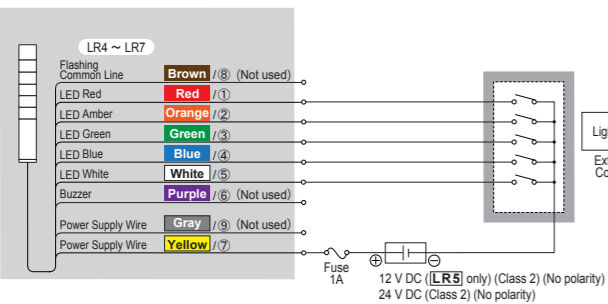 LR4 ～ LR7
Flashing
Common Line Brown /⑧ (Not used)
LED Red Red /①
LED Amber Orange /②
LED Green Green /③
LED Blue Blue /④
LED White White /⑤
Buzzer Purple /⑥ (Not used)
Power Supply Wire Gray /⑨ (Not used)
Power Supply Wire Yellow /⑦
Fuse
1A
⊕ ⊖
12 V DC (LR5 only) (Class 2) (No polarity)
24 V DC (Class 2) (No polarity)